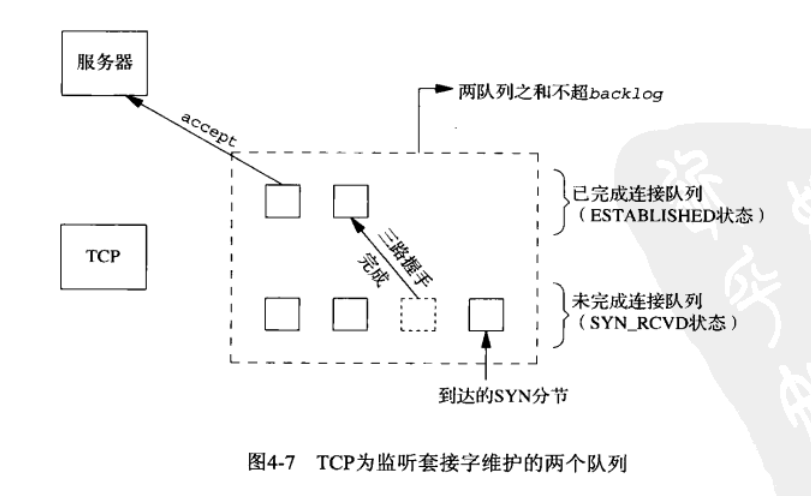 服务器
两队列之和不超backlog
accept
已完成连接队列
（ESTABLISHED状态）
TCP
三路握手
完成
未完成连接队列
（SYN_RCVD状态）
到达的SYN分节
图4-7 TCP为监听套接字维护的两个队列